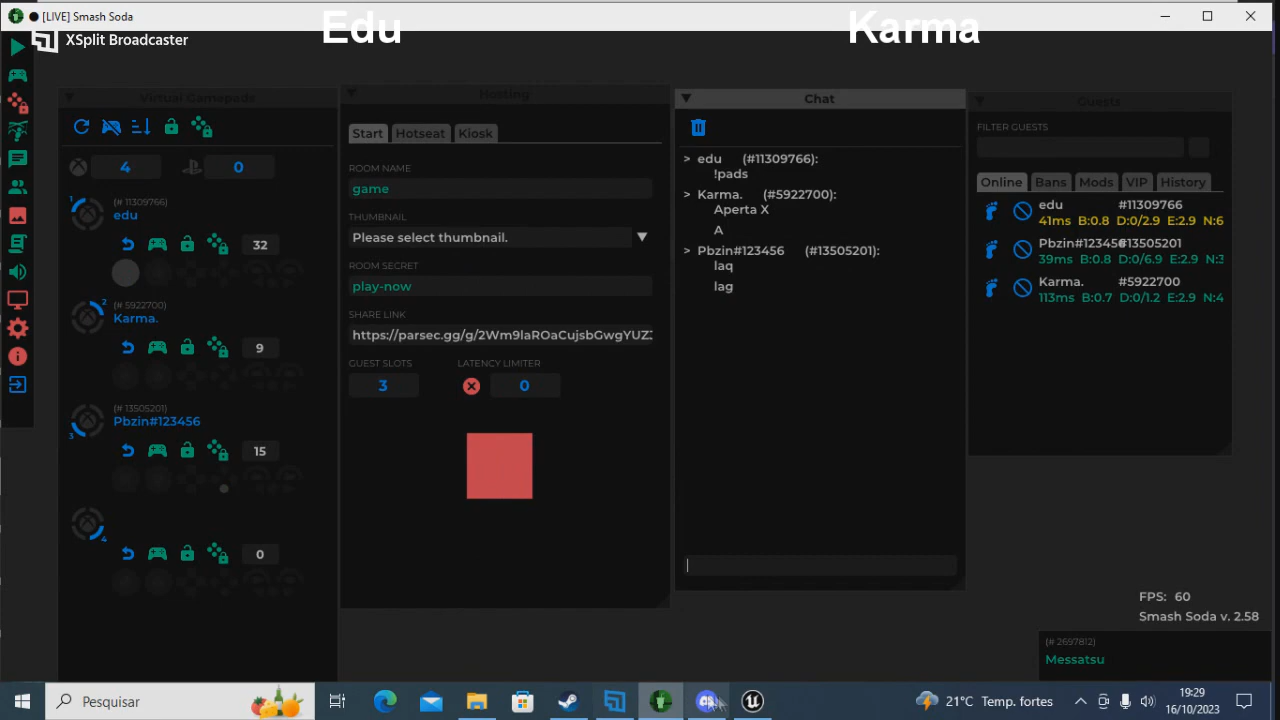 [LIVE] Smash Soda
XSplit Broadcaster
Edu
Karma
Virtual Gamepads
4
0
1
(# 11309766)
edu
32
2
(# 5922700)
Karma.
9
3
(# 13505201)
Pbzin#123456
15
4
0
Hosting
Start Hotseat Kiosk
ROOM NAME
game
THUMBNAIL
Please select thumbnail.
ROOM SECRET
play-now
SHARE LINK
https://parsec.gg/g/2Wm9laROaCujsbGwgYUZ
GUEST SLOTS
3
LATENCY LIMITER
0
Chat
> edu (#11309766):
!pads
> Karma. (#5922700):
Aperta X
A
> Pbzin#123456 (#13505201):
laq
lag
Guests
FILTER GUESTS
Online Bans Mods VIP History
edu #11309766
41ms B:0.8 D:0/2.9 E:2.9 N:6
Pbzin#123456 #13505201
39ms B:0.8 D:0/6.9 E:2.9 N:3
Karma. #5922700
113ms B:0.7 D:0/1.2 E:2.9 N:4
FPS: 60
Smash Soda v. 2.58
(# 2697812)
Messatsu
Pesquisar
21°C Temp. fortes
19:29
16/10/2023